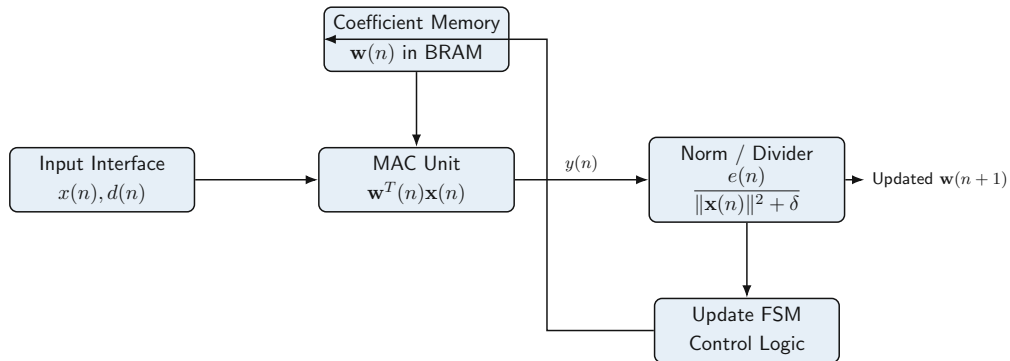 Coefficient Memory
𝐰(n) in BRAM
Input Interface
x(n), d(n)
MAC Unit
𝐰^T(n)𝐱(n)
y(n)
Norm / Divider
e(n)
‖𝐱(n)‖² + δ
Updated 𝐰(n + 1)
Update FSM
Control Logic